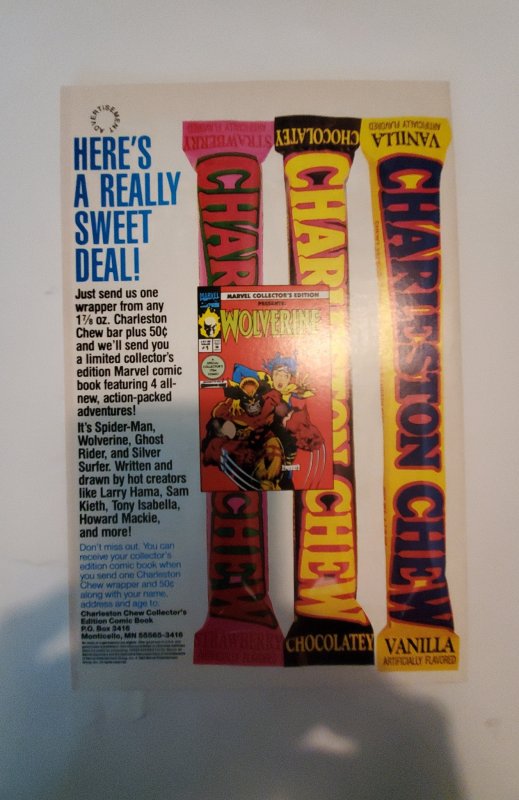 ADVERTISEMENT
HERE'S
A REALLY
SWEET
DEAL!
Just send us one
wrapper from any
1⅞ oz. Charleston
Chew bar plus 50¢
and we'll send you
a limited collector's
edition Marvel comic
book featuring 4 all-
new, action-packed
adventures!
It's Spider-Man,
Wolverine, Ghost
Rider, and Silver
Surfer. Written and
drawn by hot creators
like Larry Hama, Sam
Kieth, Tony Isabella,
Howard Mackie,
and more!
Don't miss out. You can
receive your collector's
edition comic book when
you send one Charleston
Chew wrapper and 50¢
along with your name,
address and age to:
Charleston Chew Collector's
Edition Comic Book
P.O. Box 3416
Monticello, MN 55565-3416
STRAWBERRY
ARTIFICIALLY FLAVORED
CHAR
CHEW
STRAWBERRY
CHOCOLATEY
CHARLESTON CHEW
CHOCOLATEY
VANILLA
ARTIFICIALLY FLAVORED
CHARLESTON CHEW
VANILLA
ARTIFICIALLY FLAVORED
MARVEL COLLECTOR'S EDITION
PRESENTS:
WOLVERINE
#1